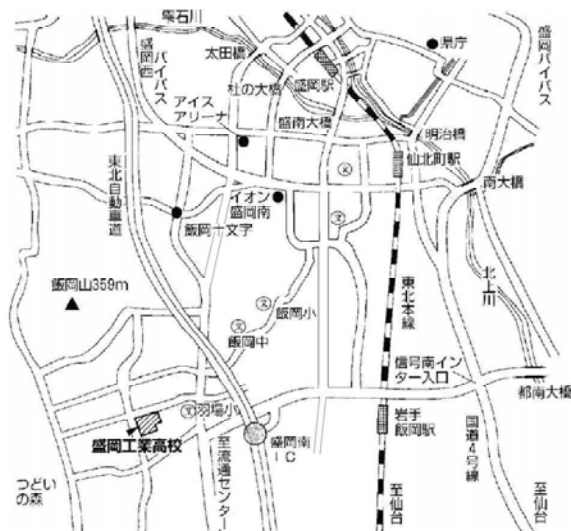 雫石川
盛岡西
バイパス
太田橋
杜の大橋
盛岡駅
県庁
盛岡バイパス
アイス
アリーナ
盛南大橋
明治橋
仙北町駅
南大橋
東北自動車道
イオン
盛岡南
飯岡十文字
文
文
北上川
飯岡山359m
東北本線
文
飯岡小
文
飯岡中
信号南イン
ター入口
都南大橋
文
羽場小
盛岡工業高校
盛岡南
IC
岩手
飯岡駅
国道4号線
つどい
の森
至流通センター
至仙台
至仙台